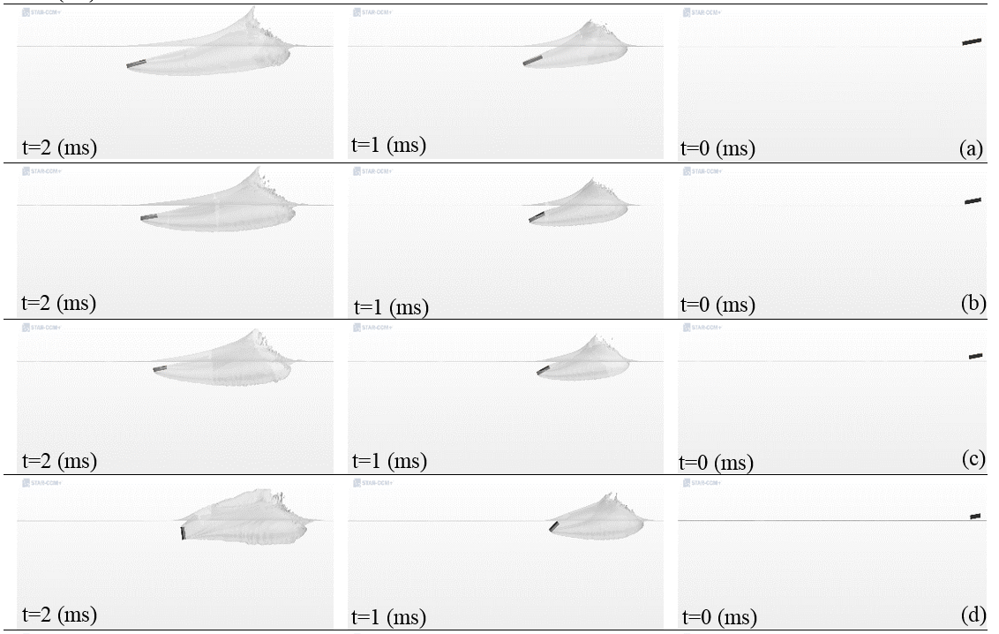 STAR-CCM+ STAR-CCM+ STAR-CCM+
t=2 (ms) t=1 (ms) t=0 (ms) (a)
STAR-CCM+ STAR-CCM+ STAR-CCM+
t=2 (ms) t=1 (ms) t=0 (ms) (b)
STAR-CCM+ STAR-CCM+ STAR-CCM+
t=2 (ms) t=1 (ms) t=0 (ms) (c)
STAR-CCM+ STAR-CCM+ STAR-CCM+
t=2 (ms) t=1 (ms) t=0 (ms) (d)